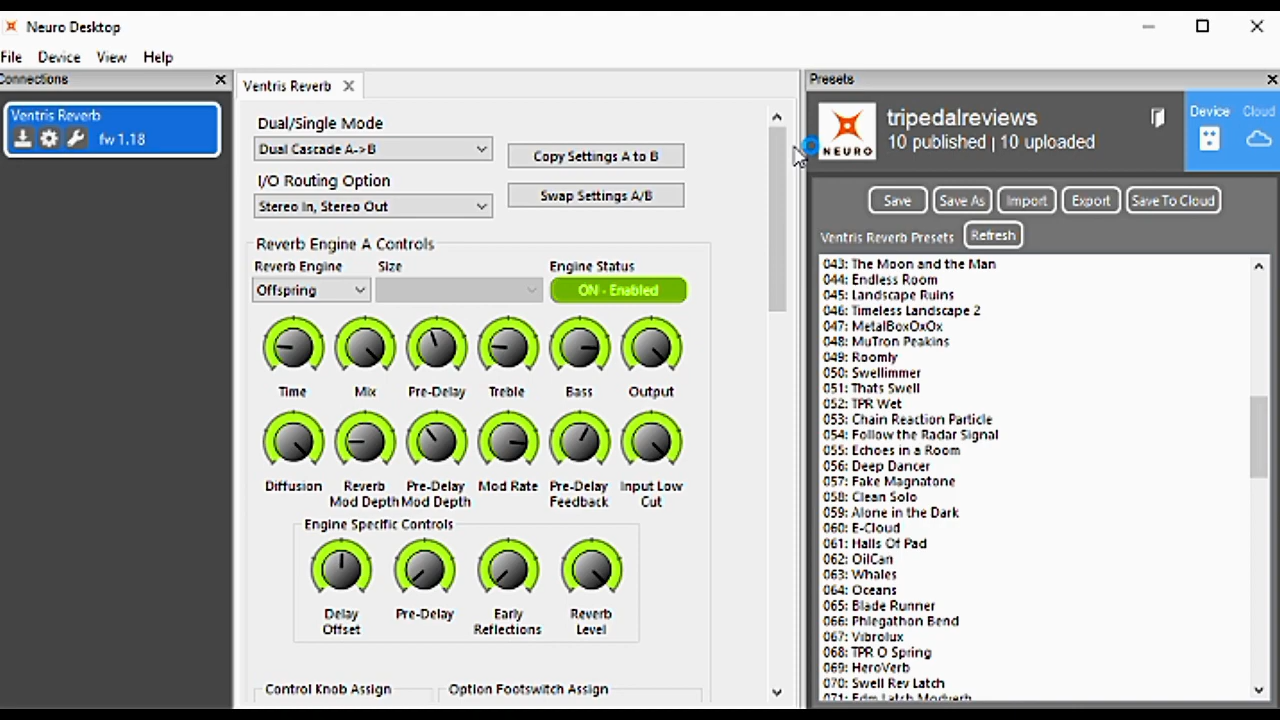 Neuro Desktop
File Device View Help
Connections
Ventris Reverb
fw 1.18
Ventris Reverb
Dual/Single Mode
Dual Cascade A->B
Copy Settings A to B
I/O Routing Option
Stereo In, Stereo Out
Swap Settings A/B
Reverb Engine A Controls
Reverb Engine Size Engine Status
Offspring ON - Enabled
Time Mix Pre-Delay Treble Bass Output
Diffusion Reverb Mod Depth Pre-Delay Mod Depth Mod Rate Pre-Delay Feedback Input Low Cut
Engine Specific Controls
Delay Offset Pre-Delay Early Reflections Reverb Level
Control Knob Assign Option Footswitch Assign
Presets
NEURO
tripedalreviews
10 published | 10 uploaded
Device Cloud
Save Save As Import Export Save To Cloud
Ventris Reverb Presets Refresh
043: The Moon and the Man
044: Endless Room
045: Landscape Ruins
046: Timeless Landscape 2
047: MetalBoxOxOx
048: MuTron Peakins
049: Roomly
050: Swellimmer
051: Thats Swell
052: TPR Wet
053: Chain Reaction Particle
054: Follow the Radar Signal
055: Echoes in a Room
056: Deep Dancer
057: Fake Magnatone
058: Clean Solo
059: Alone in the Dark
060: E-Cloud
061: Halls Of Pad
062: OilCan
063: Whales
064: Oceans
065: Blade Runner
066: Phlegathon Bend
067: Vibrolux
068: TPR O Spring
069: HeroVerb
070: Swell Rev Latch
071: Edm Latch Modverb